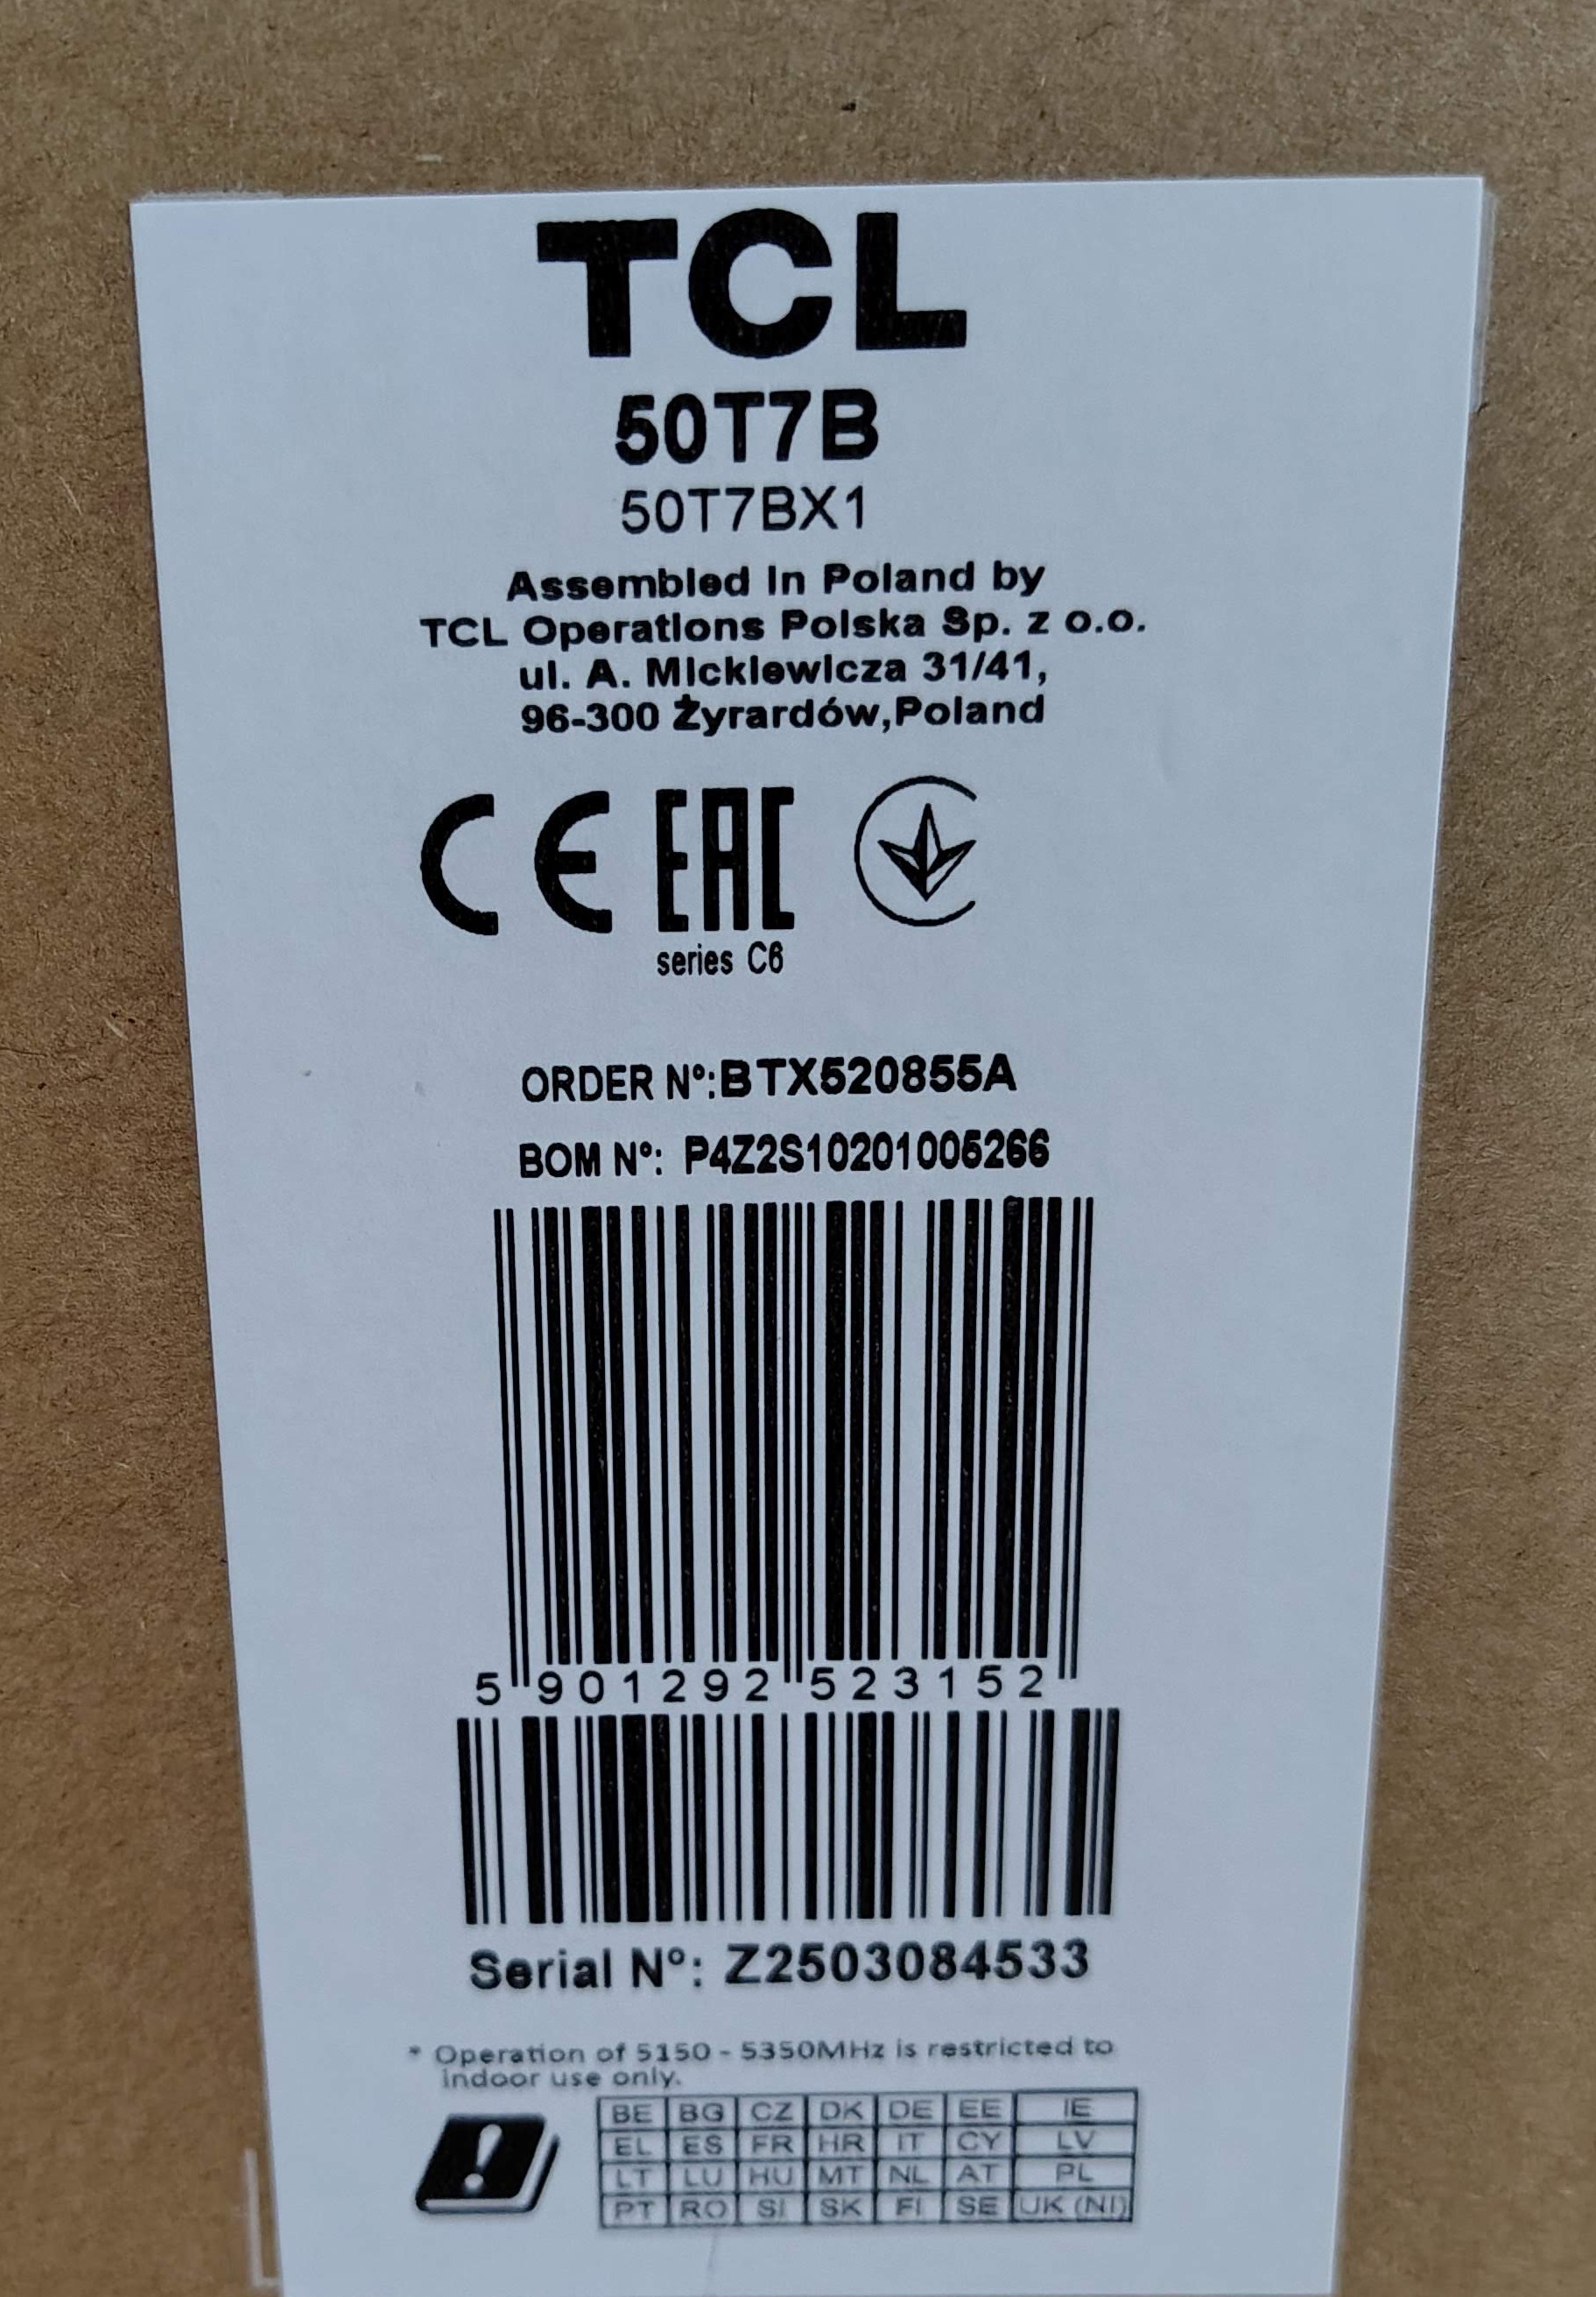 TCL
50T7B
50T7BX1
Assembled In Poland by
TCL Operations Polska Sp. z o.o.
ul. A. Mickiewicza 31/41,
96-300 Żyrardów,Poland
CE EAC
series C6
ORDER Nº:BTX520855A
BOM Nº: P4Z2S10201005266
5 901292 523152
Serial Nº: Z2503084533
* Operation of 5150 - 5350MHz is restricted to
indoor use only.
BE BG CZ DK DE EE IE
EL ES FR HR IT CY LV
LT LU HU MT NL AT PL
PT RO SI SK FI SE UK (NI)